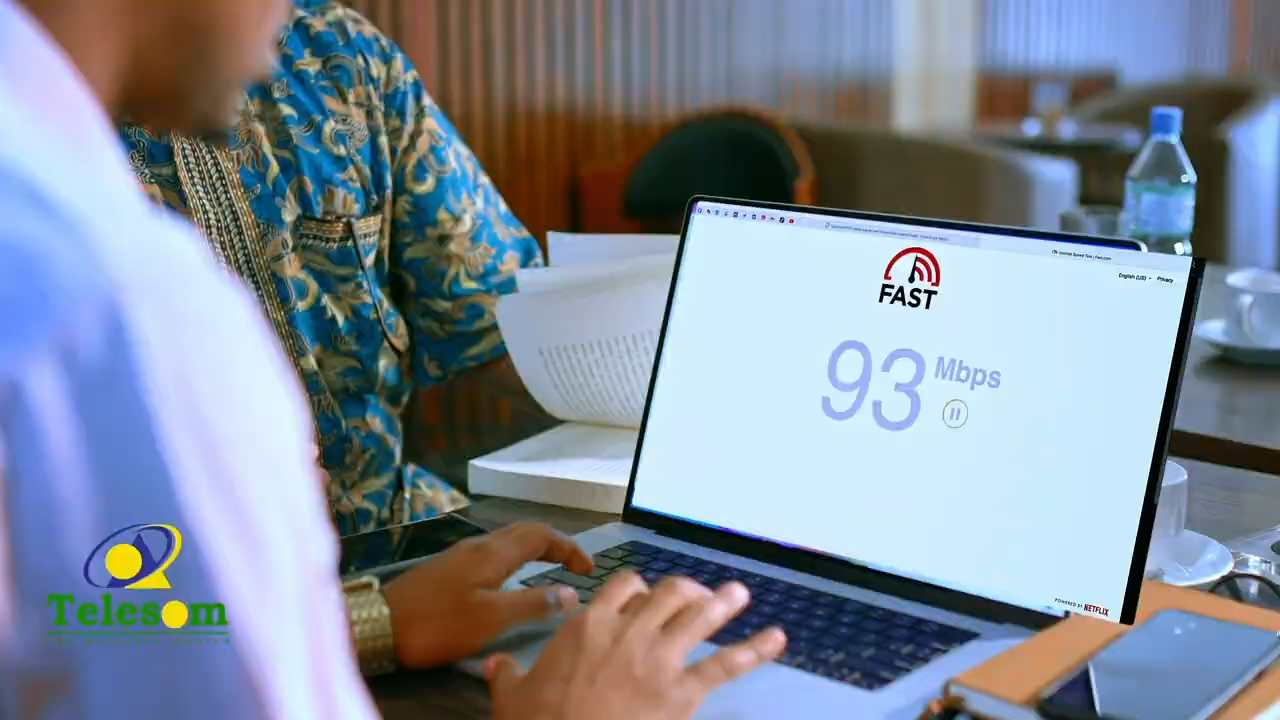 English (US)
Privacy
FAST
93 Mbps
POWERED BY NETFLIX
Telesom